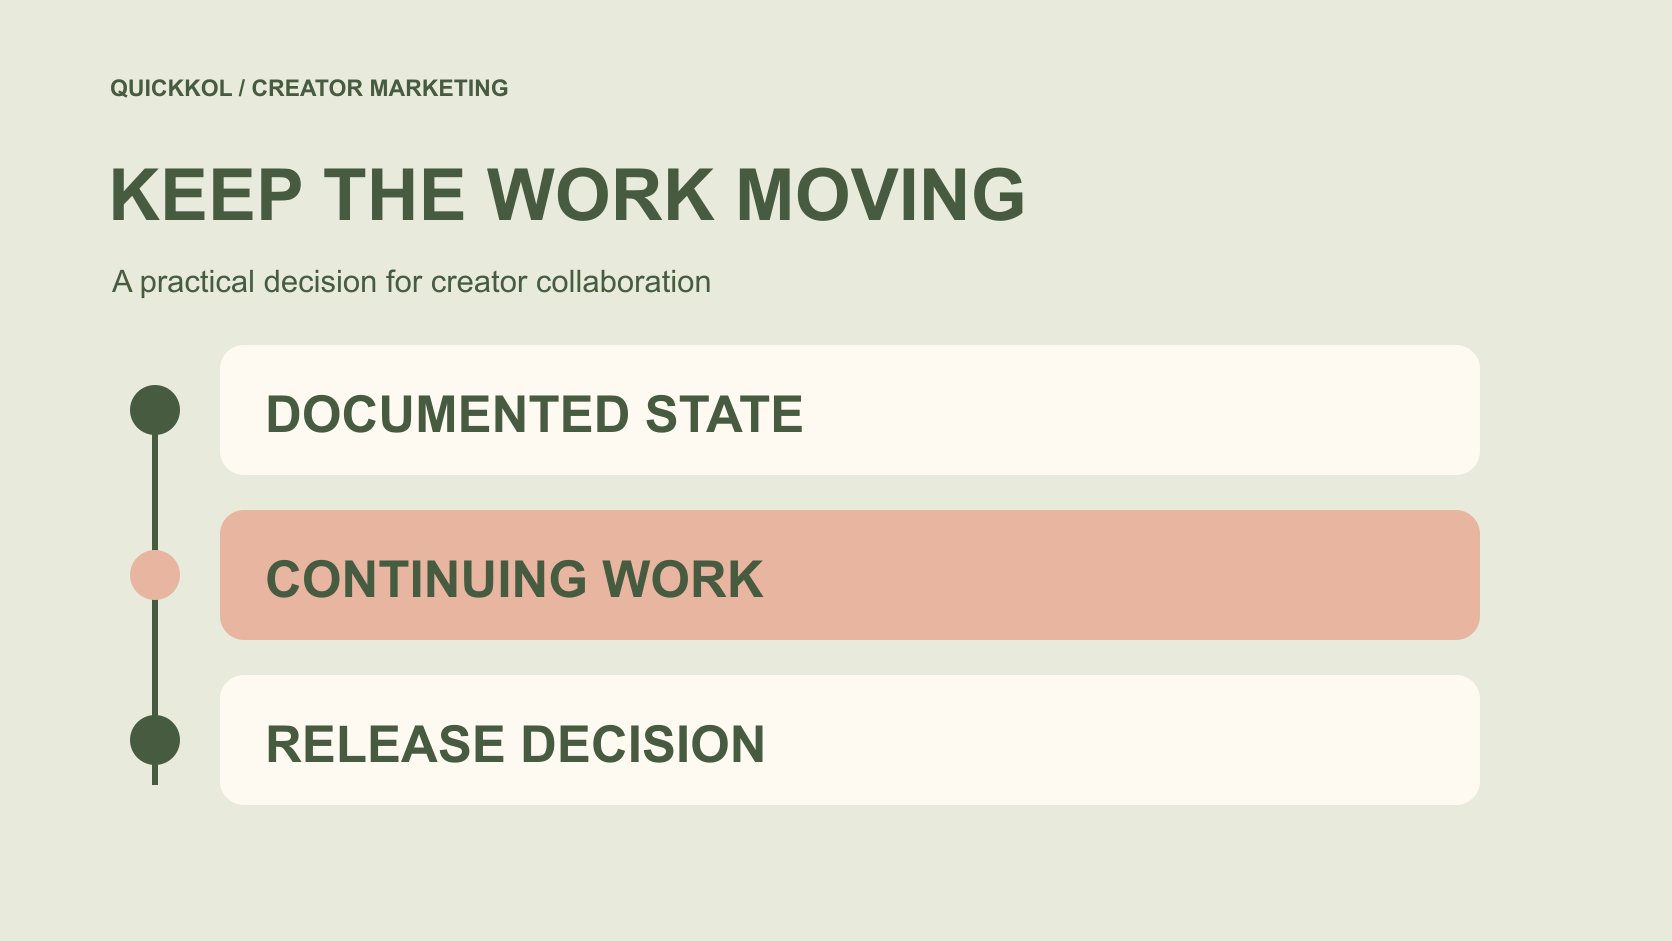 QUICKKOL / CREATOR MARKETING
KEEP THE WORK MOVING
A practical decision for creator collaboration
DOCUMENTED STATE
CONTINUING WORK
RELEASE DECISION